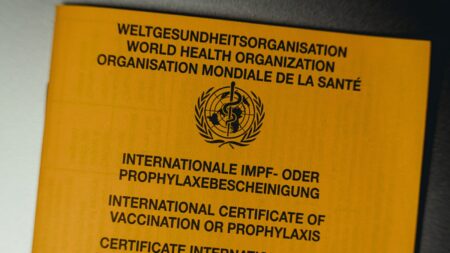 WELTGESUNDHEITSORGANISATION
WORLD HEALTH ORGANIZATION
ORGANISATION MONDIALE DE LA SANTÉ
INTERNATIONALE IMPF- ODER
PROPHYLAXEBESCHEINIGUNG
INTERNATIONAL CERTIFICATE OF
VACCINATION OR PROPHYLAXIS
CERTIFICATE